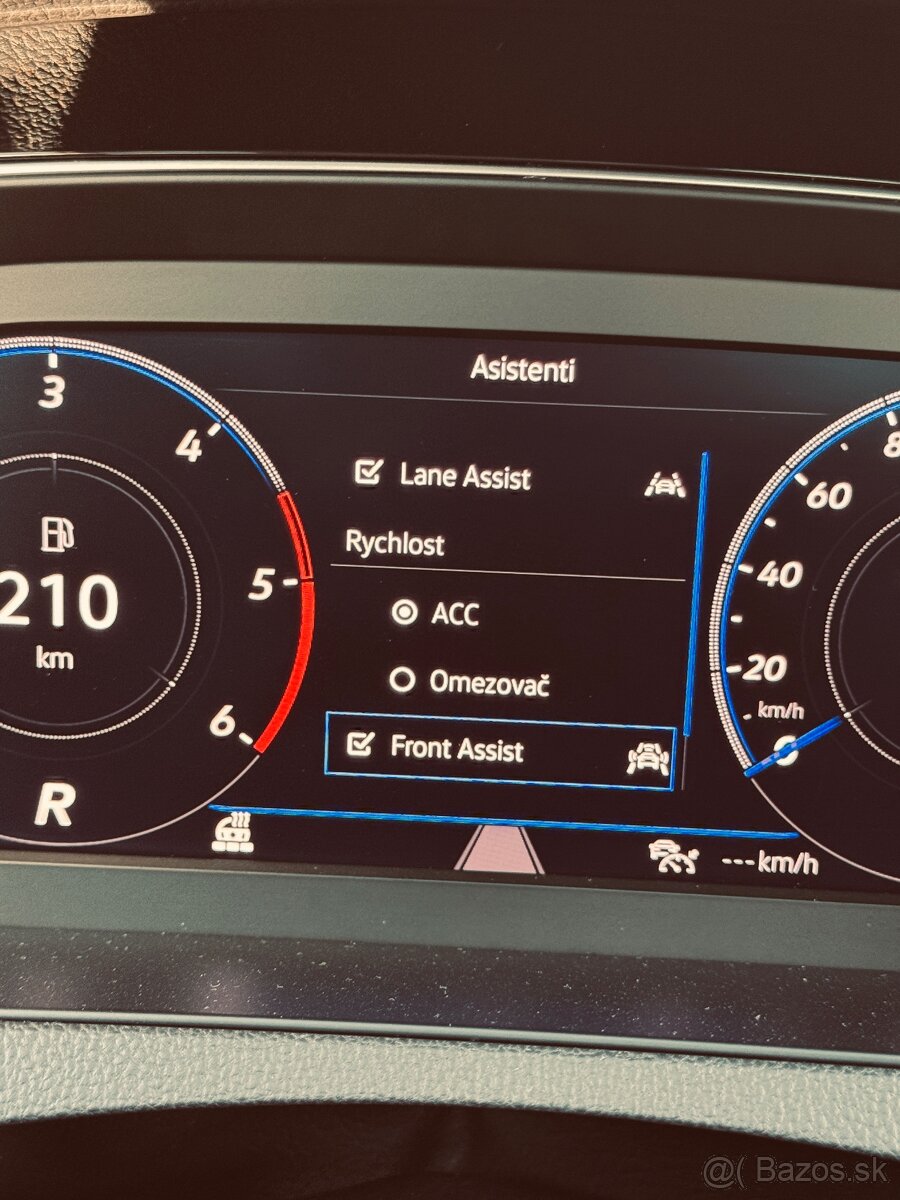 Asistenti
3
4
5
6
210
km
R
Lane Assist
Rychlost
ACC
Omezovač
Front Assist
8
60
40
20
km/h
0
---km/h
@( Bazos.sk